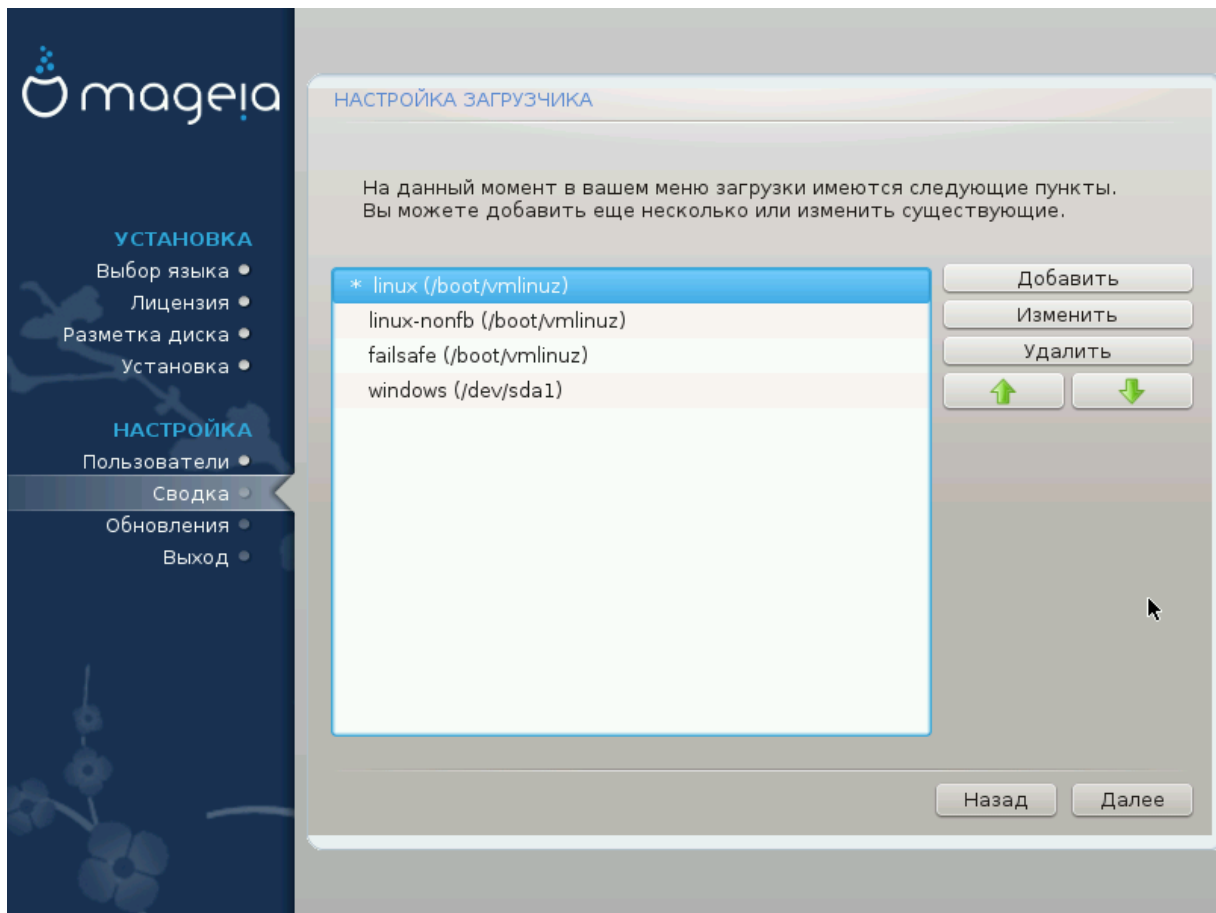 mageia
УСТАНОВКА
Выбор языка
Лицензия
Разметка диска
Установка
НАСТРОЙКА
Пользователи
Сводка
Обновления
Выход
НАСТРОЙКА ЗАГРУЗЧИКА
На данный момент в вашем меню загрузки имеются следующие пункты.
Вы можете добавить еще несколько или изменить существующие.
* linux (/boot/vmlinuz)
linux-nonfb (/boot/vmlinuz)
failsafe (/boot/vmlinuz)
windows (/dev/sda1)
Добавить
Изменить
Удалить
Назад
Далее